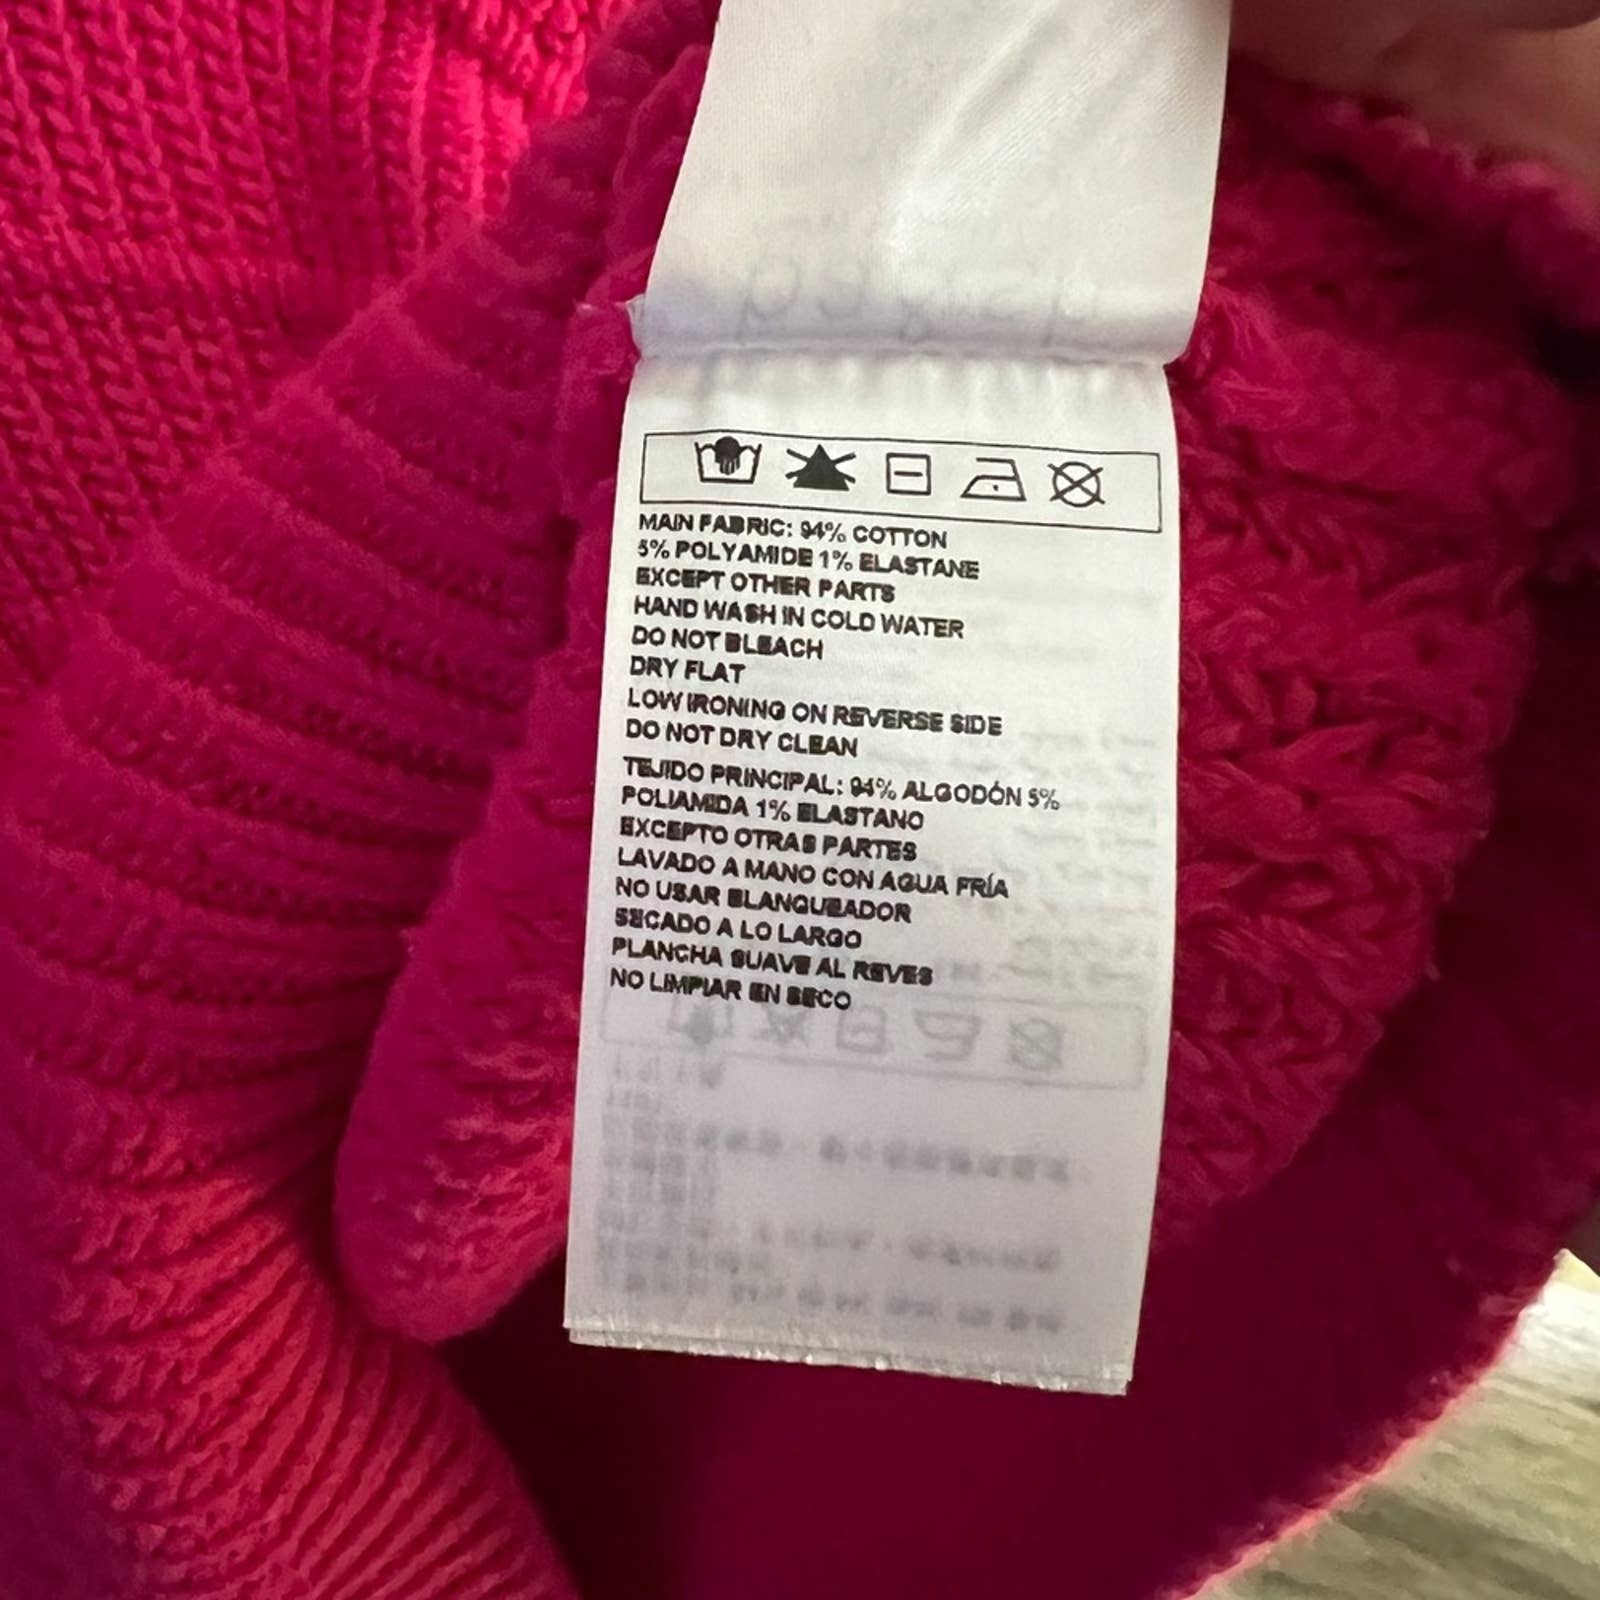 MAIN FABRIC: 94% COTTON
5% POLYAMIDE 1% ELASTANE
EXCEPT OTHER PARTS
HAND WASH IN COLD WATER
DO NOT BLEACH
DRY FLAT
LOW IRONING ON REVERSE SIDE
DO NOT DRY CLEAN
TEJIDO PRINCIPAL: 94% ALGODÓN 5%
POLIAMIDA 1% ELASTANO
EXCEPTO OTRAS PARTES
LAVADO A MANO CON AGUA FRÍA
NO USAR BLANQUEADOR
SECADO A LO LARGO
PLANCHA SUAVE AL REVES
NO LIMPIAR EN SECO